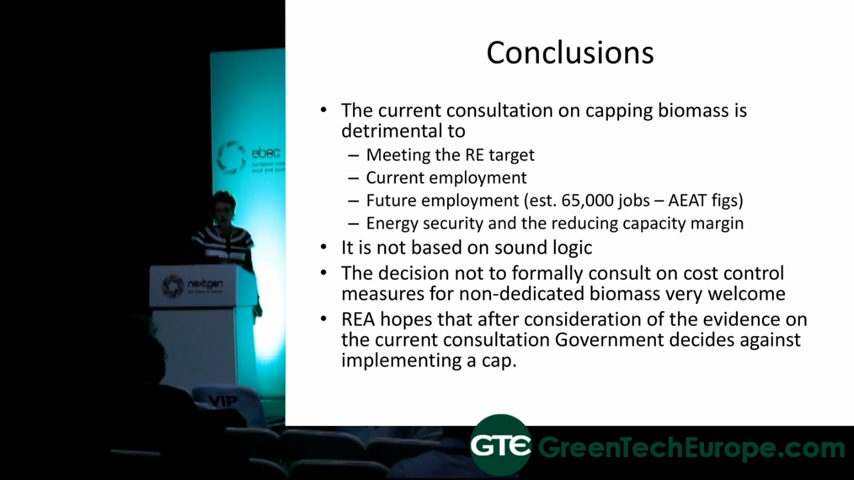 Conclusions
• The current consultation on capping biomass is
detrimental to
– Meeting the RE target
– Current employment
– Future employment (est. 65,000 jobs – AEAT figs)
– Energy security and the reducing capacity margin
• It is not based on sound logic
• The decision not to formally consult on cost control
measures for non-dedicated biomass very welcome
• REA hopes that after consideration of the evidence on
the current consultation Government decides against
implementing a cap.
ebec
nextgen
VIP
GTE GreenTechEurope.com